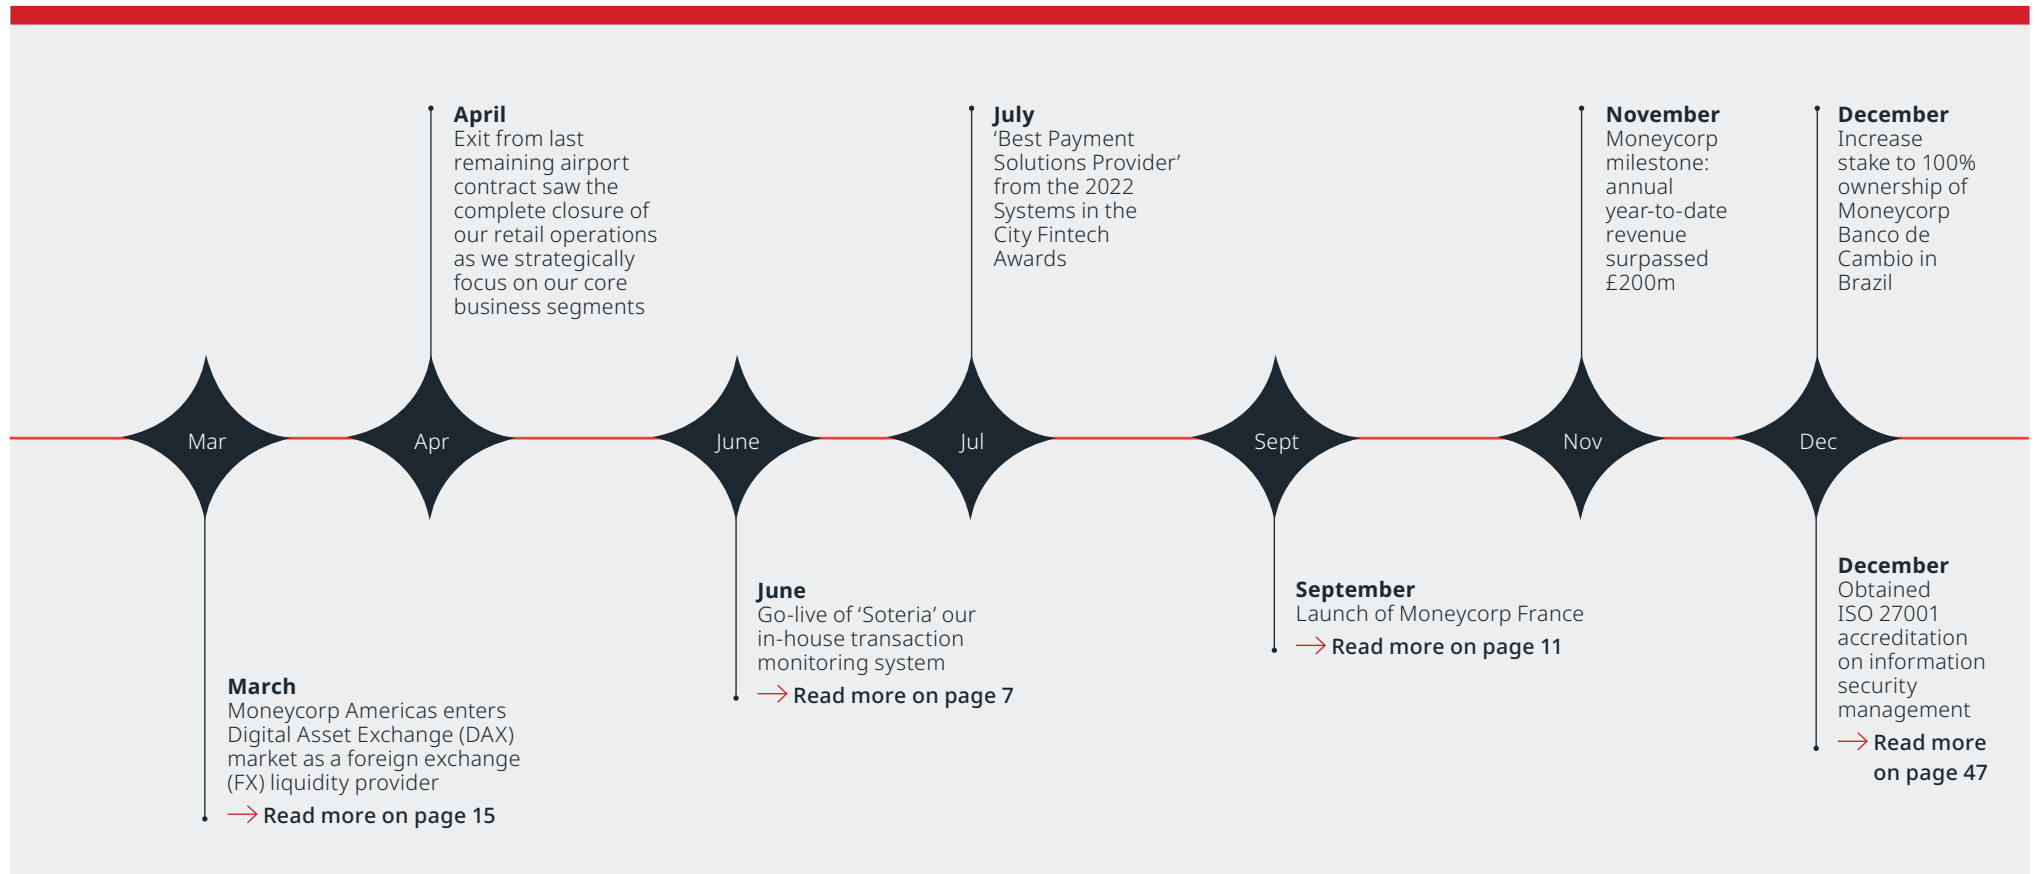 April
Exit from last
remaining airport
contract saw the
complete closure of
our retail operations
as we strategically
focus on our core
business segments
July
‘Best Payment
Solutions Provider’
from the 2022
Systems in the
City Fintech
Awards
November
Moneycorp
milestone:
annual
year-to-date
revenue
surpassed
£200m
December
Increase
stake to 100%
ownership of
Moneycorp
Banco de
Cambio in
Brazil
Mar
Apr
June
Jul
Sept
Nov
Dec
March
Moneycorp Americas enters
Digital Asset Exchange (DAX)
market as a foreign exchange
(FX) liquidity provider
Read more on page 15
June
Go-live of ‘Soteria’ our
in-house transaction
monitoring system
Read more on page 7
September
Launch of Moneycorp France
Read more on page 11
December
Obtained
ISO 27001
accreditation
on information
security
management
Read more
on page 47